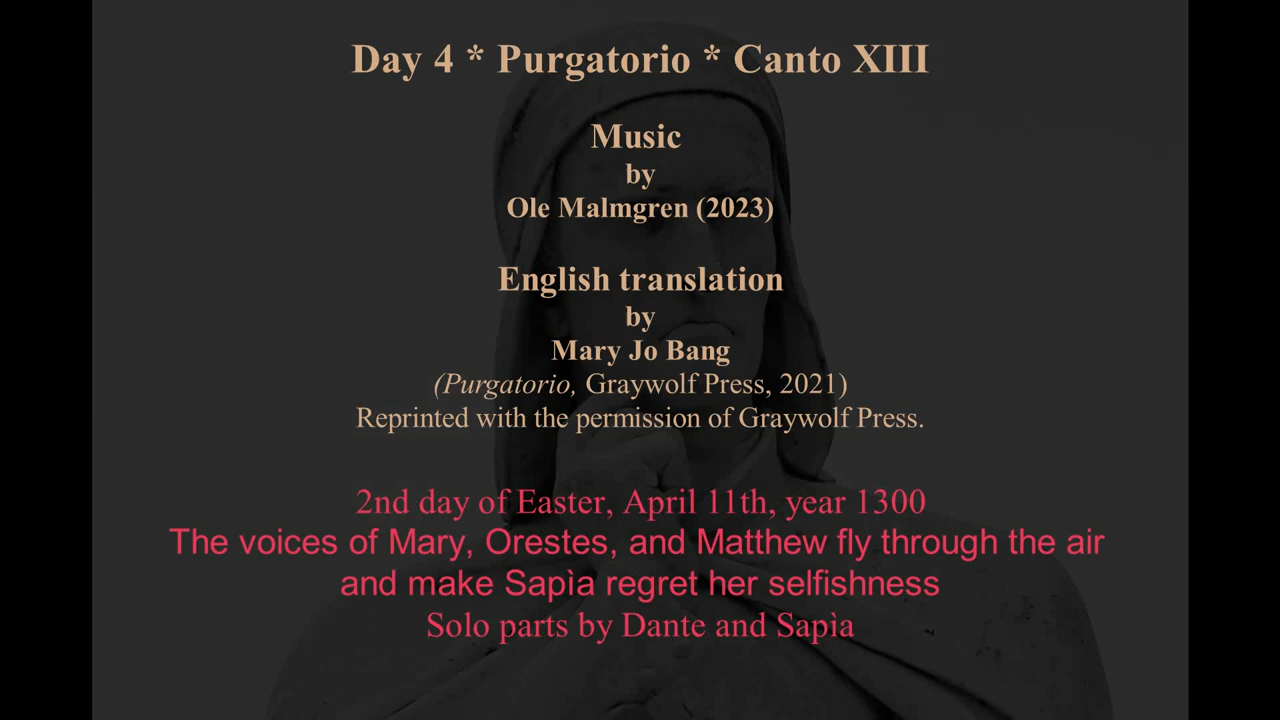 Day 4 * Purgatorio * Canto XIII
Music
by
Ole Malmgren (2023)
English translation
by
Mary Jo Bang
(Purgatorio, Graywolf Press, 2021)
Reprinted with the permission of Graywolf Press.
2nd day of Easter, April 11th, year 1300
The voices of Mary, Orestes, and Matthew fly through the air
and make Sapìa regret her selfishness
Solo parts by Dante and Sapìa